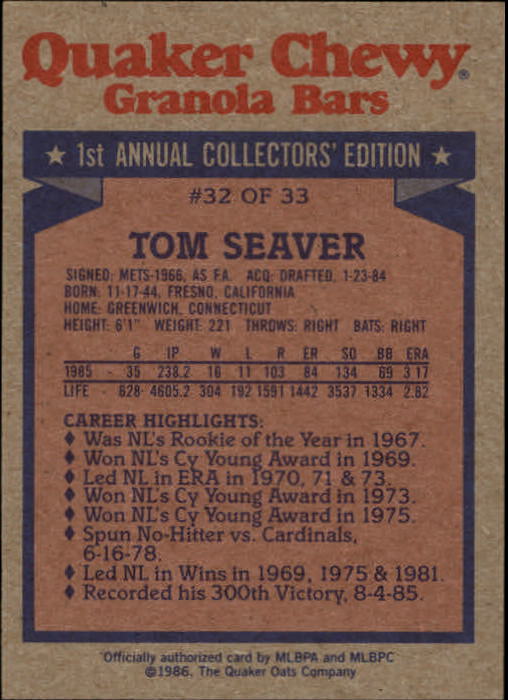 Quaker Chewy®
Granola Bars
★ 1st ANNUAL COLLECTORS' EDITION ★
#32 OF 33
TOM SEAVER
SIGNED: METS-1966, AS F.A. ACQ: DRAFTED, 1-23-84
BORN: 11-17-44, FRESNO, CALIFORNIA
HOME: GREENWICH, CONNECTICUT
HEIGHT: 6'1" WEIGHT: 221 THROWS: RIGHT BATS: RIGHT
G IP W L R ER SO BB ERA
1985 - 35 238.2 16 11 103 84 134 69 3.17
LIFE - 628 4605.2 304 192 1591 1442 3537 1334 2.82
CAREER HIGHLIGHTS:
♦ Was NL's Rookie of the Year in 1967.
♦ Won NL's Cy Young Award in 1969.
♦ Led NL in ERA in 1970, 71 & 73.
♦ Won NL's Cy Young Award in 1973.
♦ Won NL's Cy Young Award in 1975.
♦ Spun No-Hitter vs. Cardinals,
6-16-78.
♦ Led NL in Wins in 1969, 1975 & 1981.
♦ Recorded his 300th Victory, 8-4-85.
Officially authorized card by MLBPA and MLBPC
©1986, The Quaker Oats Company